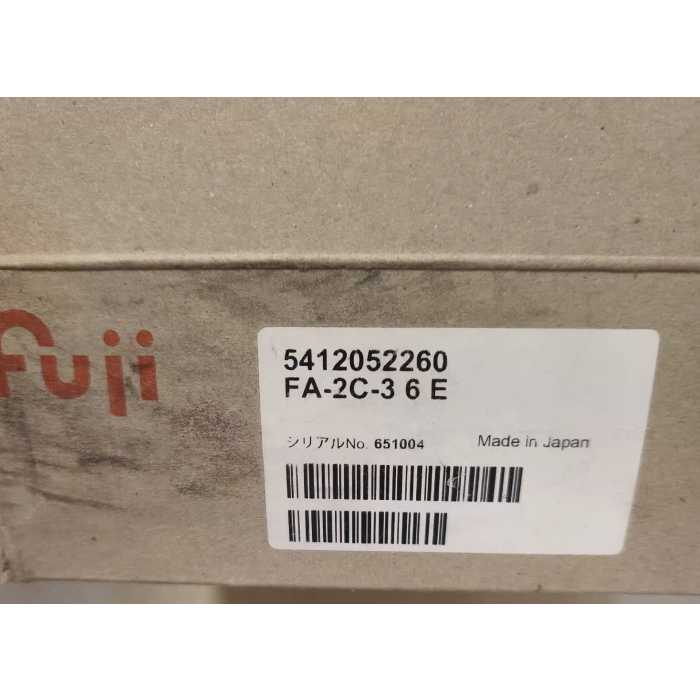 fuji
5412052260
FA-2C-3 6 E
シリアルNo. 651004 Made in Japan